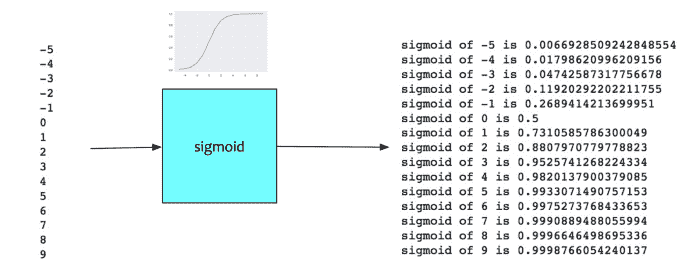 -5
-4
-3
-2
-1
0
1
2
3
4
5
6
7
8
9
sigmoid
sigmoid of -5 is 0.0066928509242848554
sigmoid of -4 is 0.01798620996209156
sigmoid of -3 is 0.04742587317756678
sigmoid of -2 is 0.11920292202211755
sigmoid of -1 is 0.2689414213699951
sigmoid of 0 is 0.5
sigmoid of 1 is 0.7310585786300049
sigmoid of 2 is 0.8807970779778823
sigmoid of 3 is 0.9525741268224334
sigmoid of 4 is 0.9820137900379085
sigmoid of 5 is 0.9933071490757153
sigmoid of 6 is 0.9975273768433653
sigmoid of 7 is 0.9990889488055994
sigmoid of 8 is 0.9996646498695336
sigmoid of 9 is 0.9998766054240137